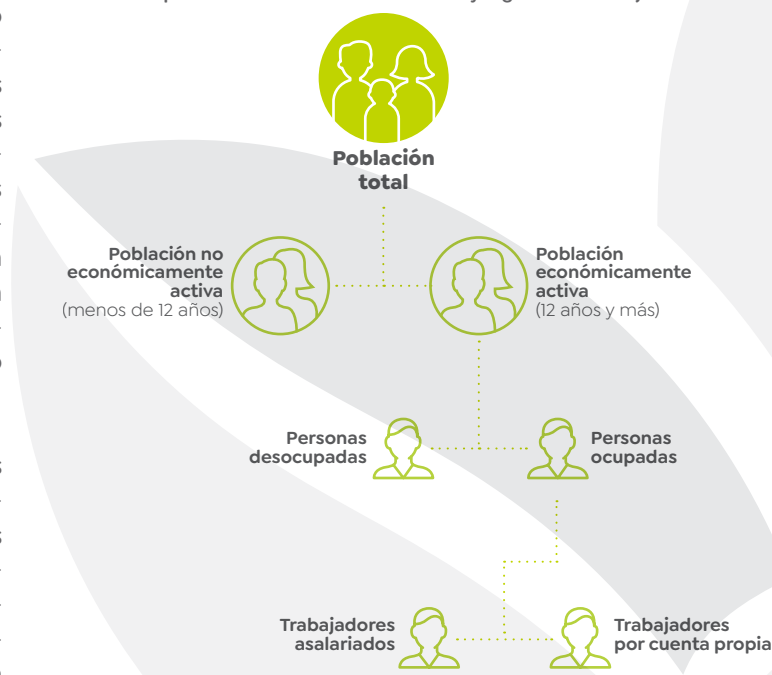 Población
total
Población no
económicamente
activa
(menos de 12 años)
Población
económicamente
activa
(12 años y más)
Personas
desocupadas
Personas
ocupadas
Trabajadores
asalariados
Trabajadores
por cuenta propia